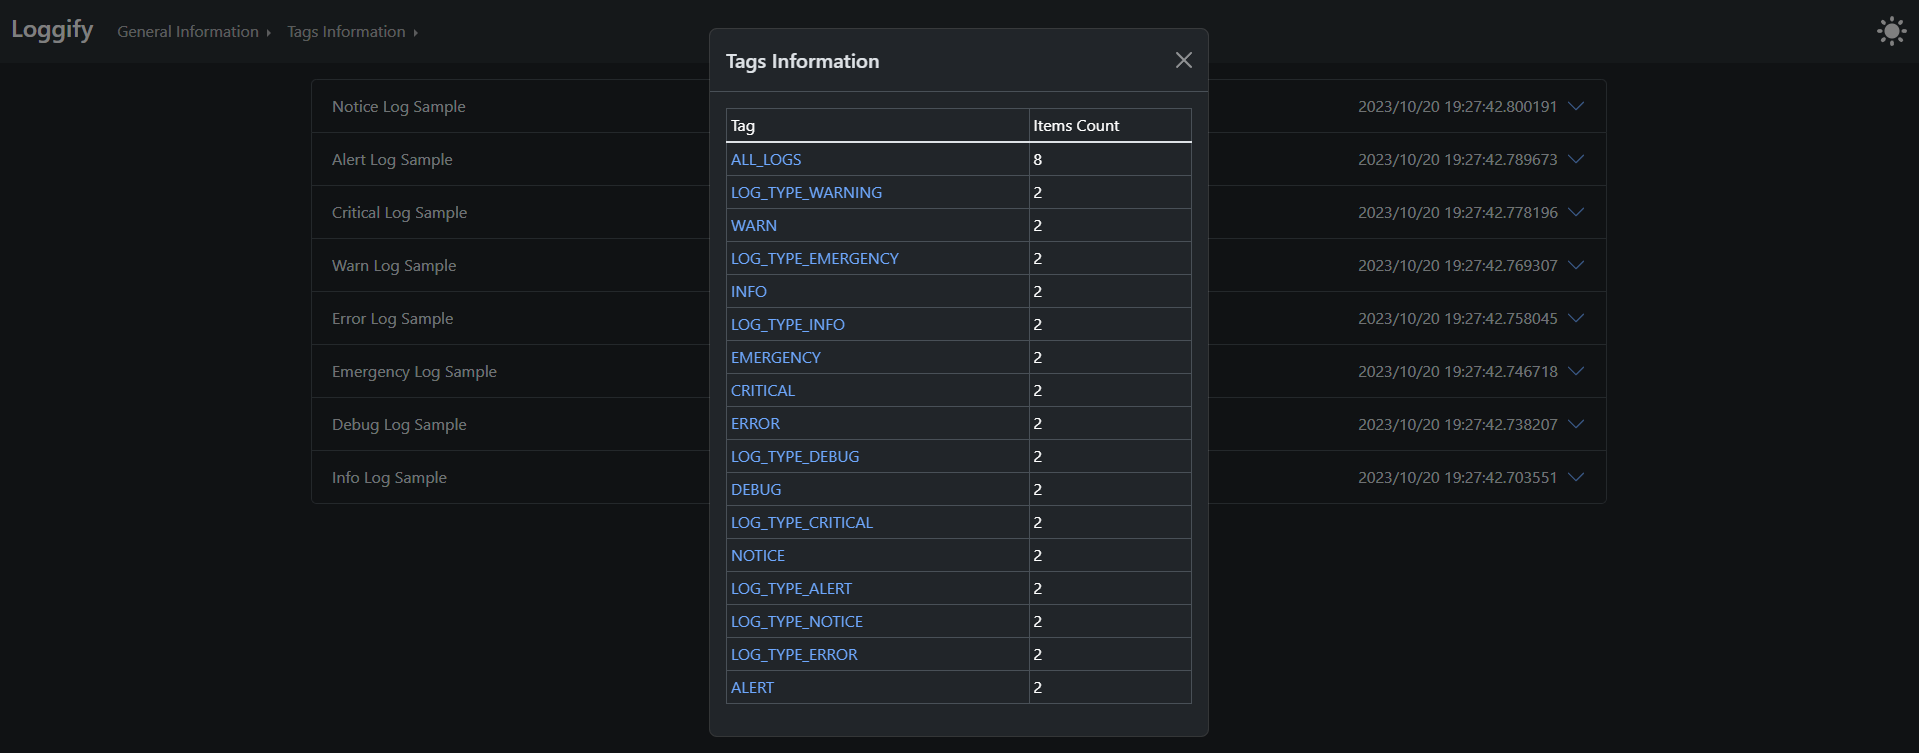 Loggify General Information Tags Information
Tags Information
Notice Log Sample 2023/10/20 19:27:42.800191
Alert Log Sample 2023/10/20 19:27:42.789673
Critical Log Sample 2023/10/20 19:27:42.778196
Warn Log Sample 2023/10/20 19:27:42.769307
Error Log Sample 2023/10/20 19:27:42.758045
Emergency Log Sample 2023/10/20 19:27:42.746718
Debug Log Sample 2023/10/20 19:27:42.738207
Info Log Sample 2023/10/20 19:27:42.703551
Tag Items Count
ALL_LOGS 8
LOG_TYPE_WARNING 2
WARN 2
LOG_TYPE_EMERGENCY 2
INFO 2
LOG_TYPE_INFO 2
EMERGENCY 2
CRITICAL 2
ERROR 2
LOG_TYPE_DEBUG 2
DEBUG 2
LOG_TYPE_CRITICAL 2
NOTICE 2
LOG_TYPE_ALERT 2
LOG_TYPE_NOTICE 2
LOG_TYPE_ERROR 2
ALERT 2